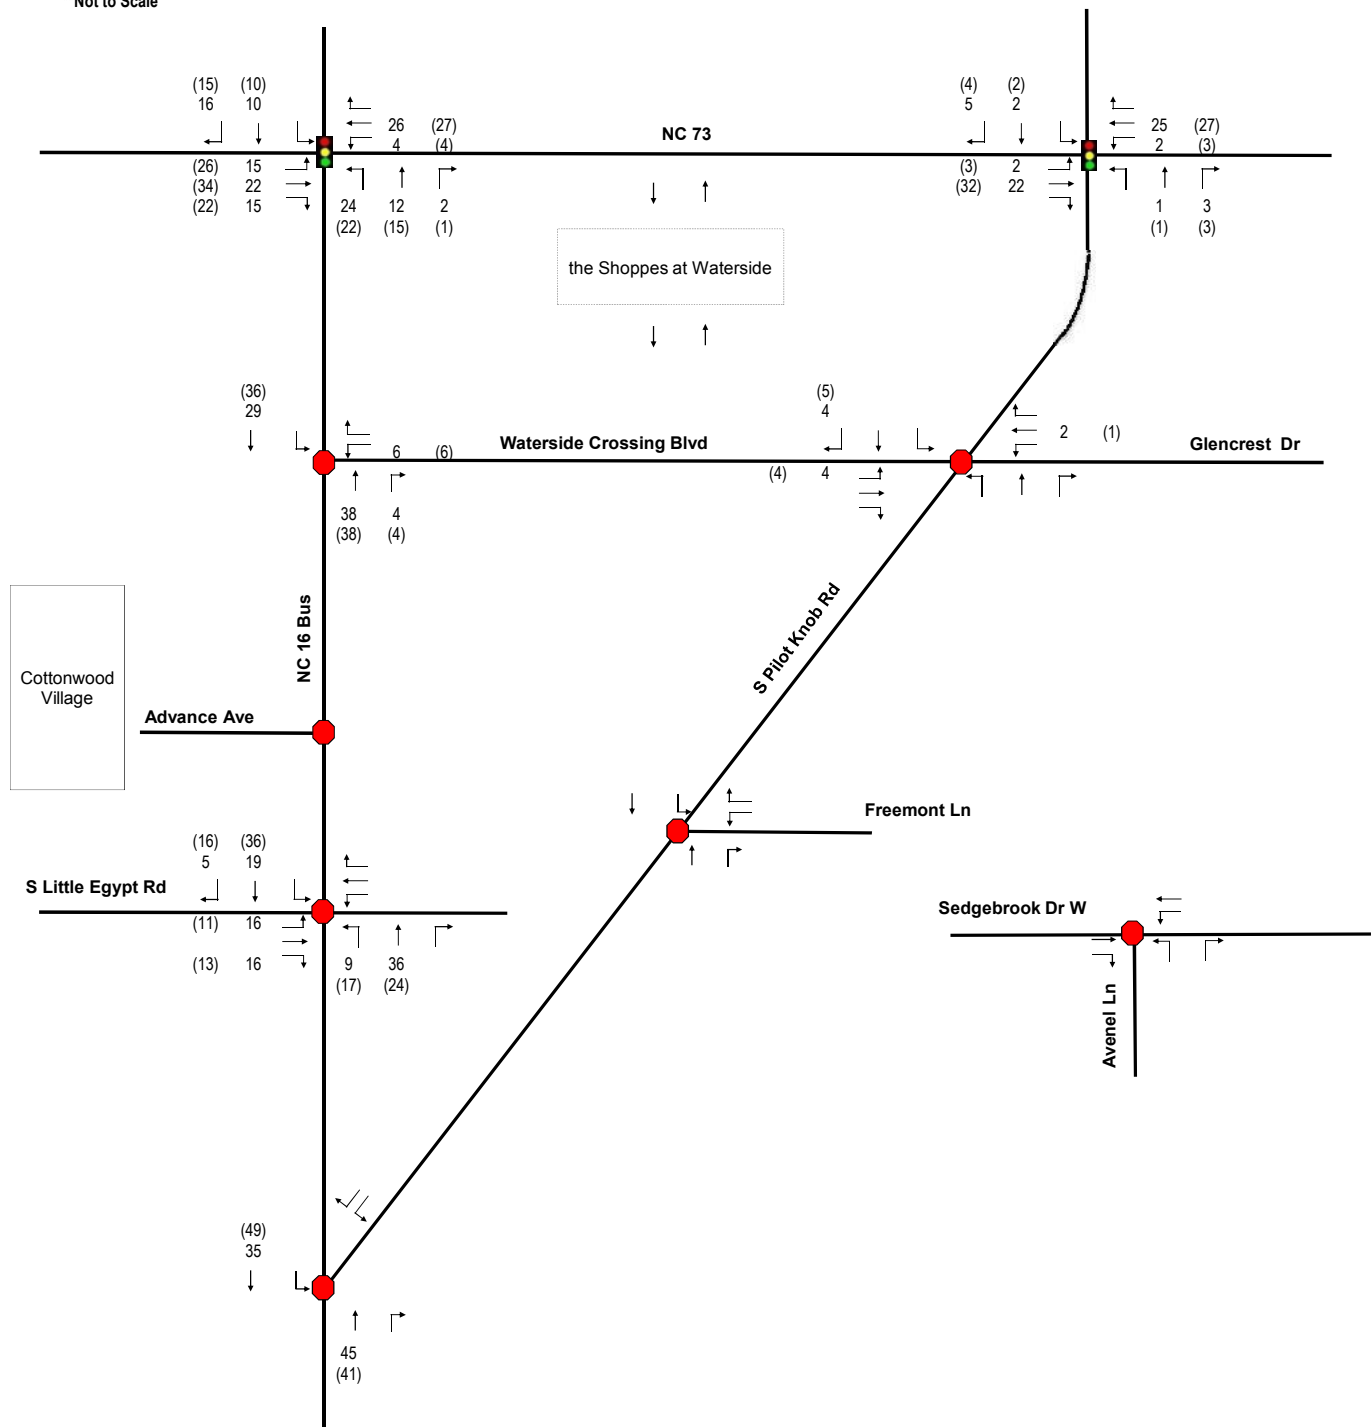 Not to Scale
(15) (10)
16 10
26 (27)
4 (4)
NC 73
(4) (2)
5 2
25 (27)
2 (3)
(26) 15
(34) 22
(22) 15
24 12 2
(22) (15) (1)
(3) 2
(32) 22
1 3
(1) (3)
the Shoppes at Waterside
(36)
29
6 (6)
Waterside Crossing Blvd
(5)
4
2 (1)
Glencrest Dr
(4) 4
38 4
(38) (4)
NC 16 Bus
S Pilot Knob Rd
Cottonwood
Village
Advance Ave
Freemont Ln
(16) (36)
5 19
S Little Egypt Rd
(11) 16
(13) 16
9 36
(17) (24)
Sedgebrook Dr W
Avenel Ln
(49)
35
45
(41)